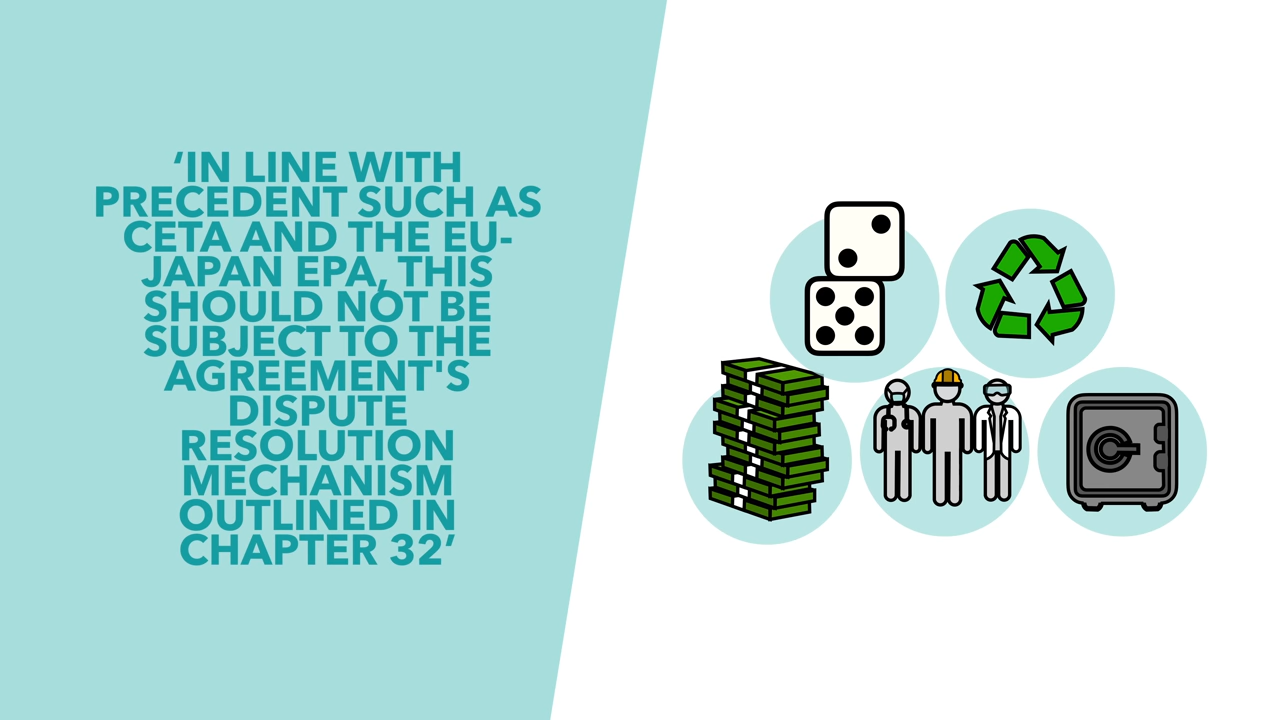 ‘IN LINE WITH
PRECEDENT SUCH AS
CETA AND THE EU-
JAPAN EPA, THIS
SHOULD NOT BE
SUBJECT TO THE
AGREEMENT'S
DISPUTE
RESOLUTION
MECHANISM
OUTLINED IN
CHAPTER 32’